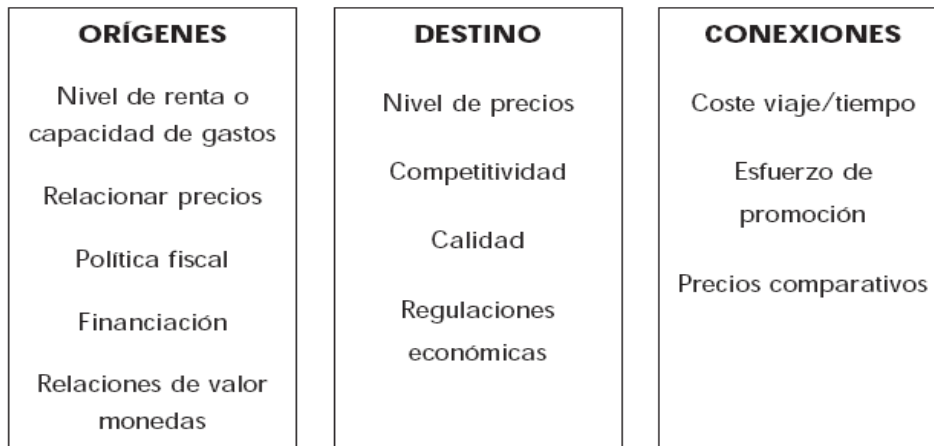 ORÍGENES
Nivel de renta o
capacidad de gastos
Relacionar precios
Política fiscal
Financiación
Relaciones de valor
monedas
DESTINO
Nivel de precios
Competitividad
Calidad
Regulaciones
económicas
CONEXIONES
Coste viaje/tiempo
Esfuerzo de
promoción
Precios comparativos